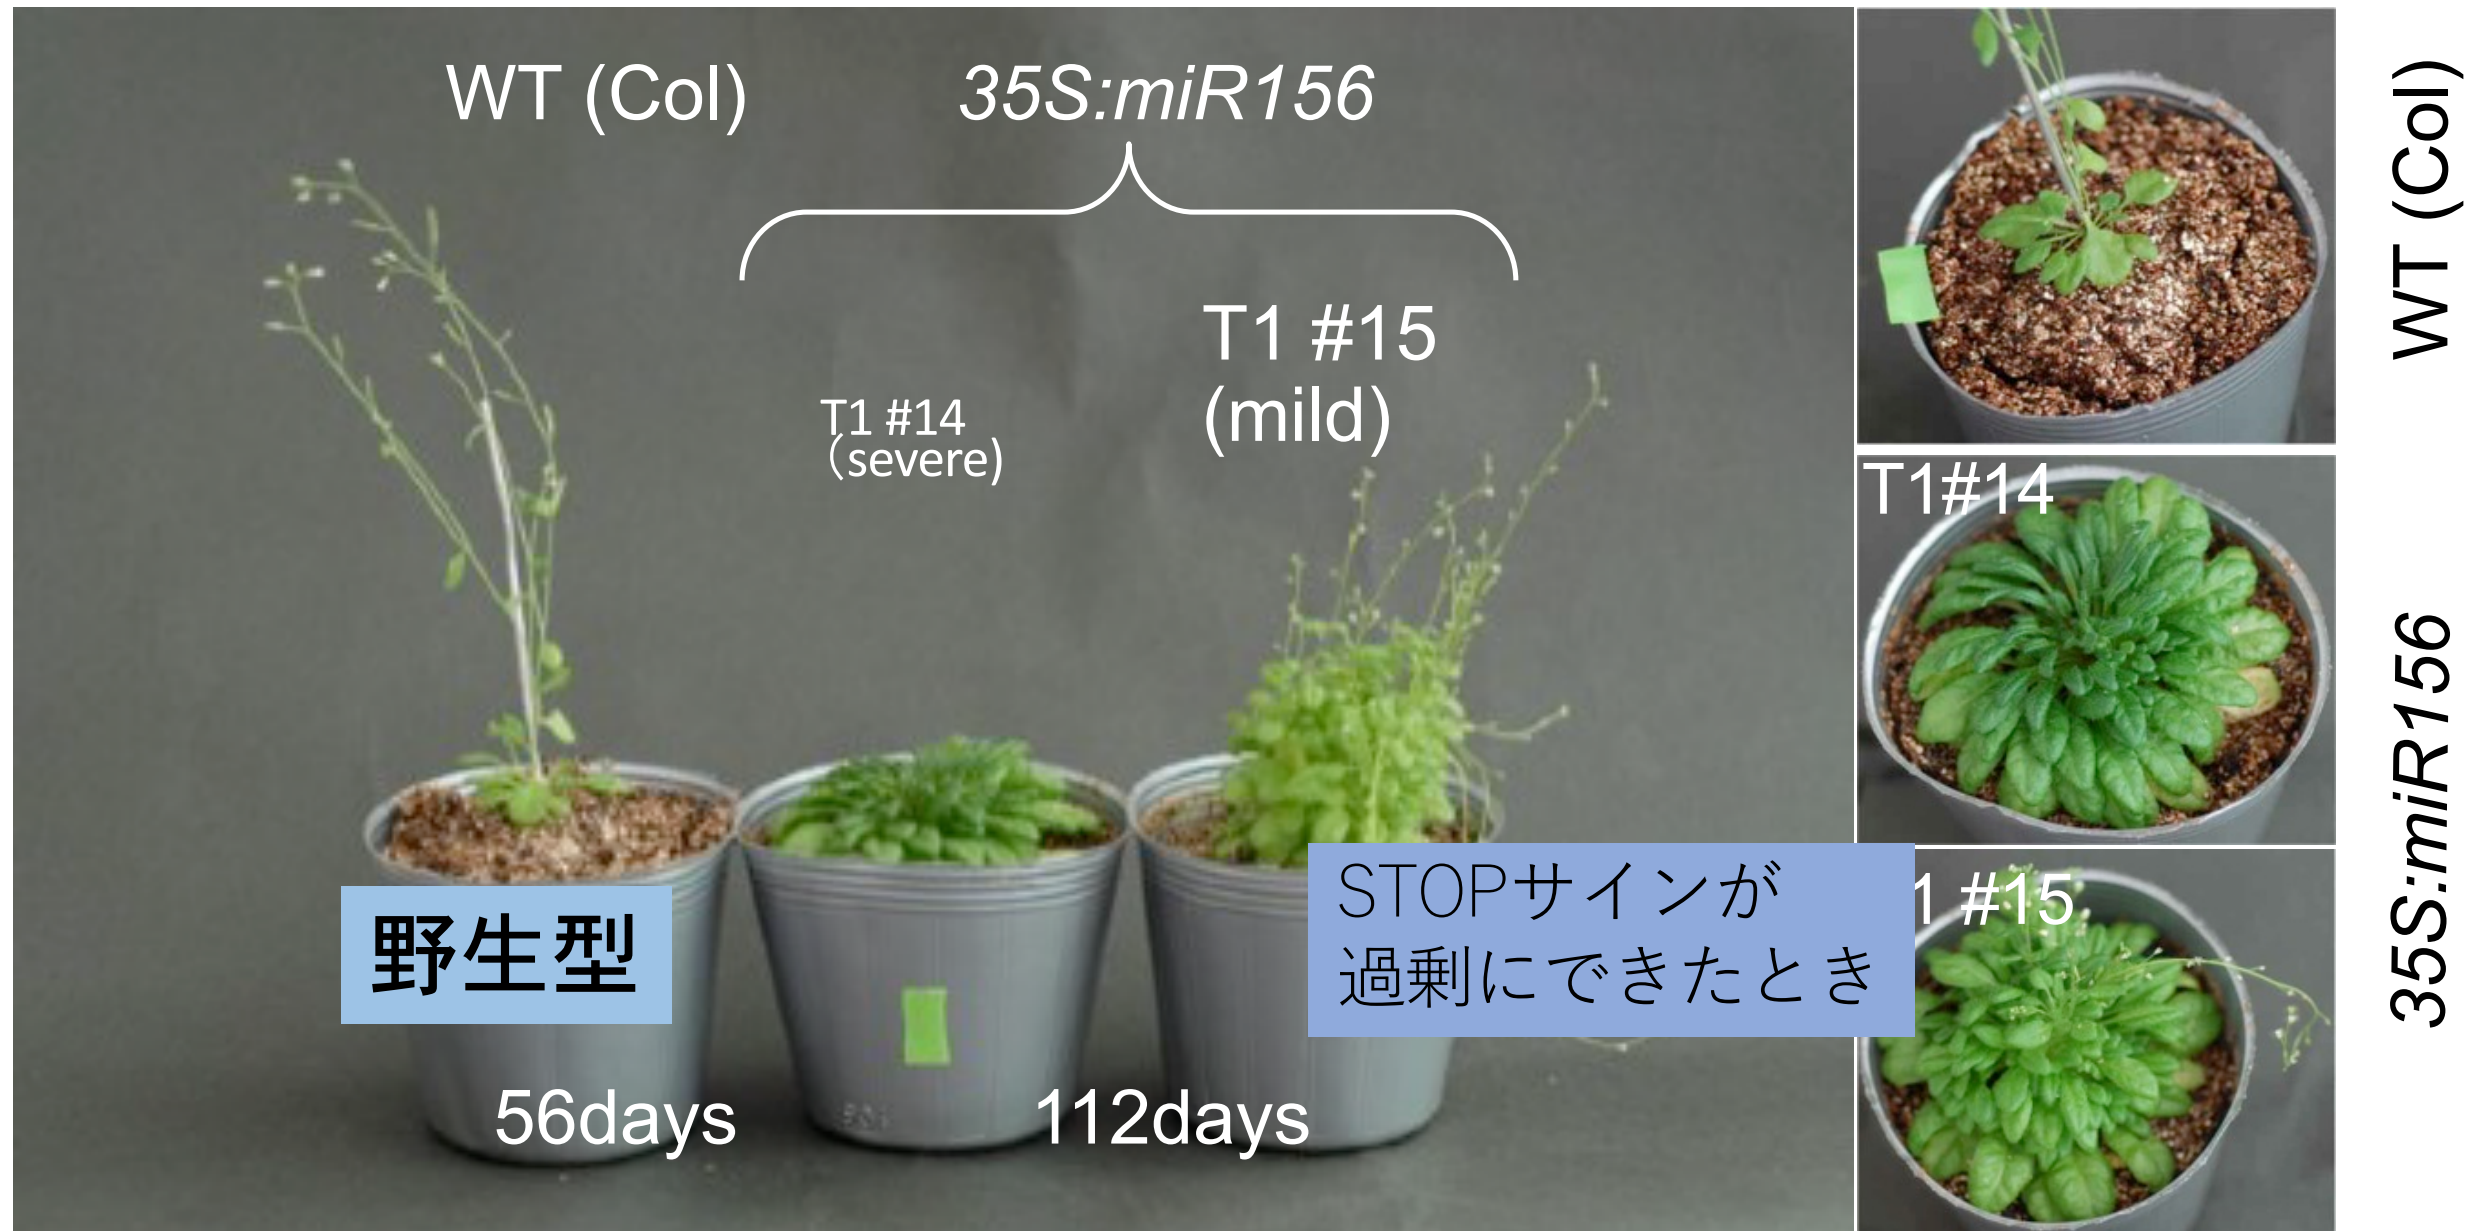 WT (Col)
35S:miR156
T1 #14
（severe)
T1 #15
(mild)
野生型
STOPサインが
過剰にできたとき
56days
112days
T1#14
1 #15
WT (Col)
35S:miR156